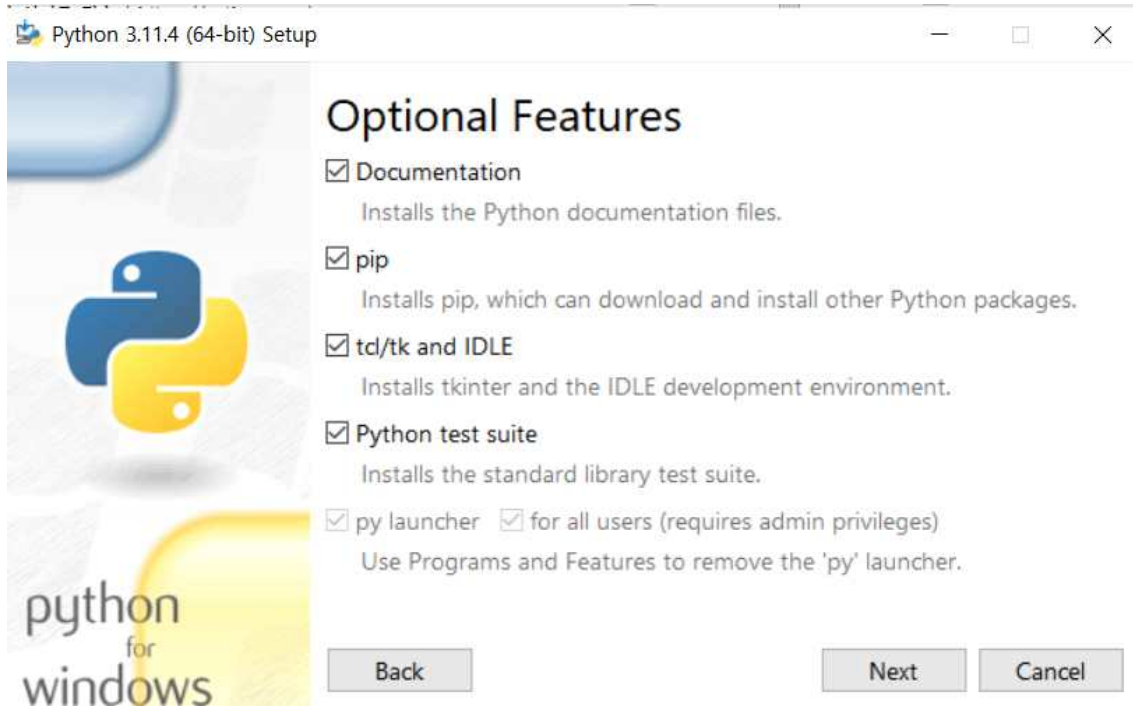 Python 3.11.4 (64-bit) Setup
Optional Features
Documentation
Installs the Python documentation files.
pip
Installs pip, which can download and install other Python packages.
tcl/tk and IDLE
Installs tkinter and the IDLE development environment.
Python test suite
Installs the standard library test suite.
py launcher for all users (requires admin privileges)
Use Programs and Features to remove the 'py' launcher.
python
for
windows
Back Next Cancel